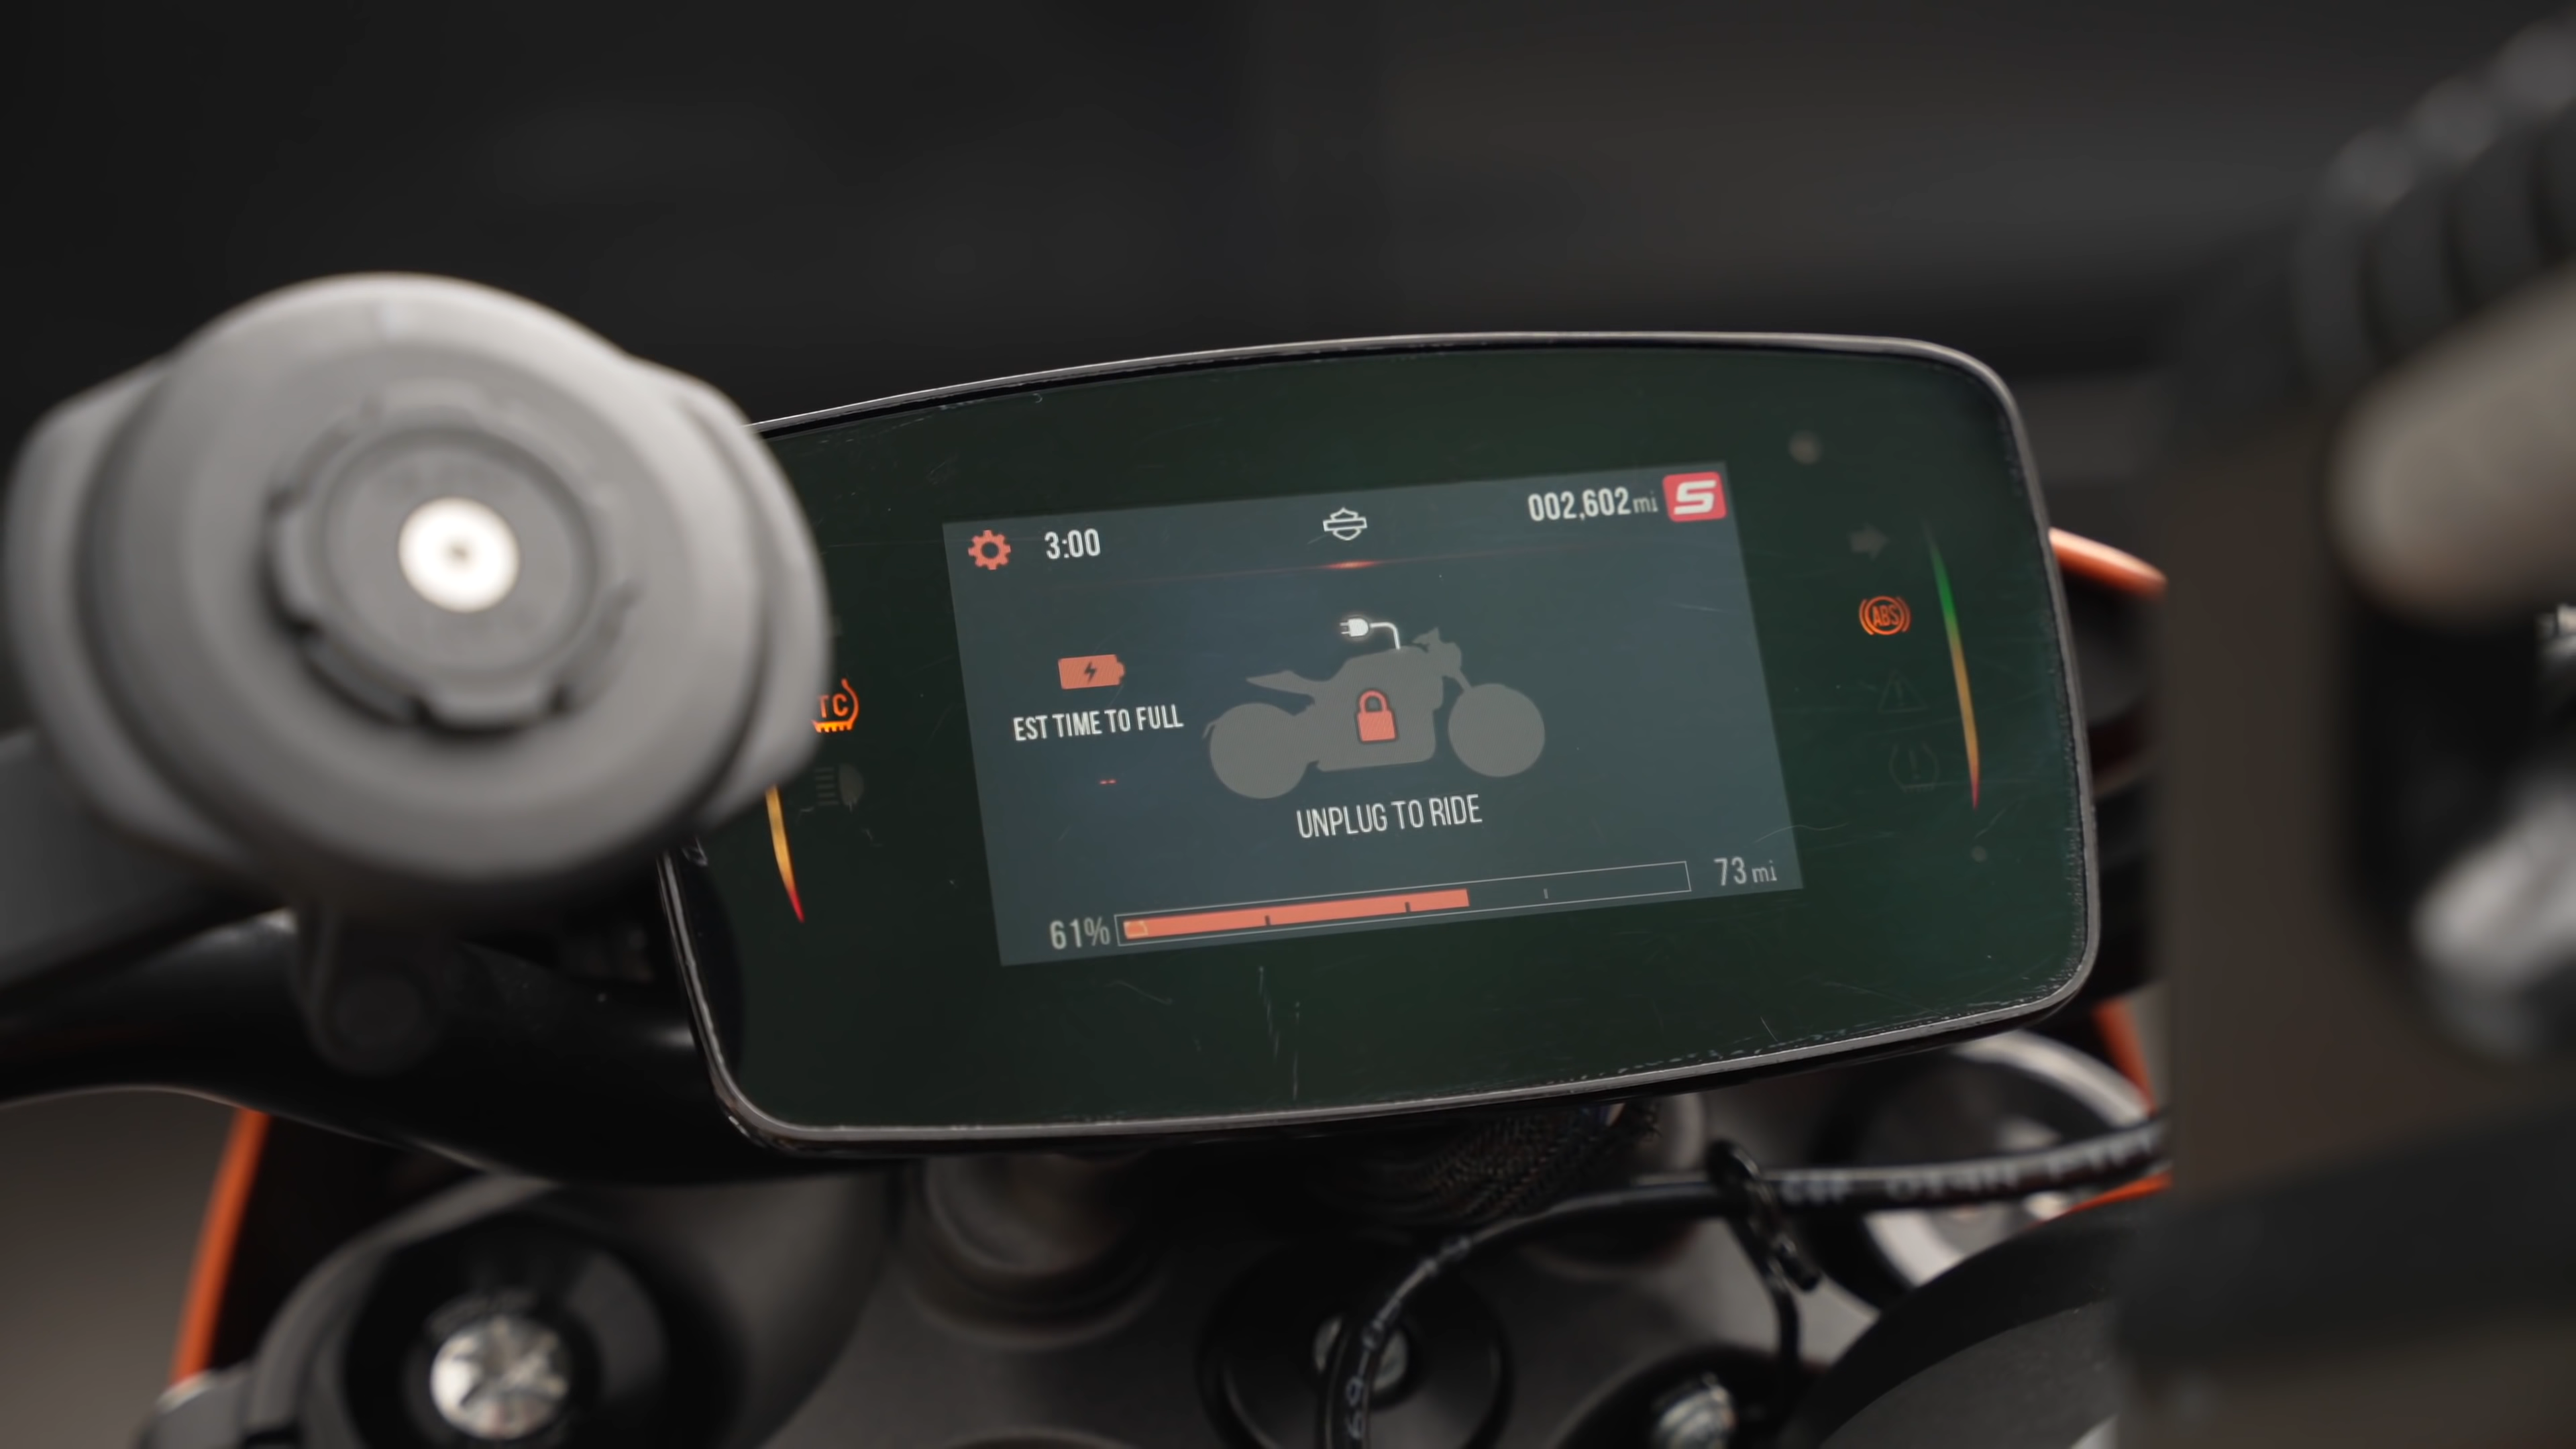 3:00
002,602 mi
S
EST TIME TO FULL
--
UNPLUG TO RIDE
61%
73 mi
TC
ABS